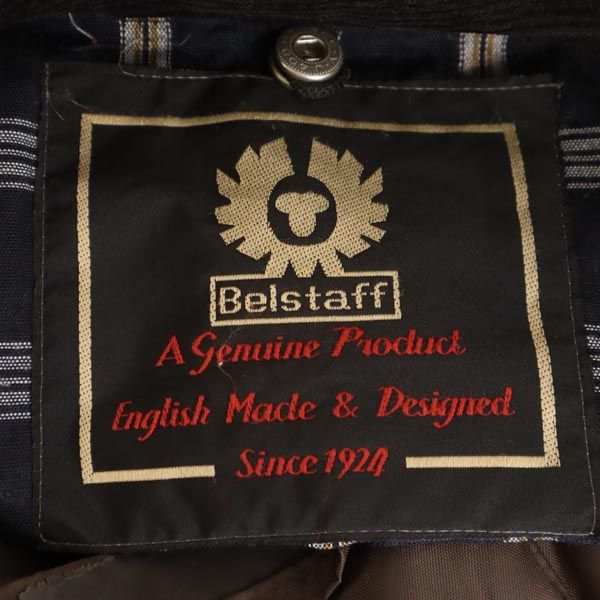 Belstaff
A Genuine Product
English Made & Designed
Since 1924